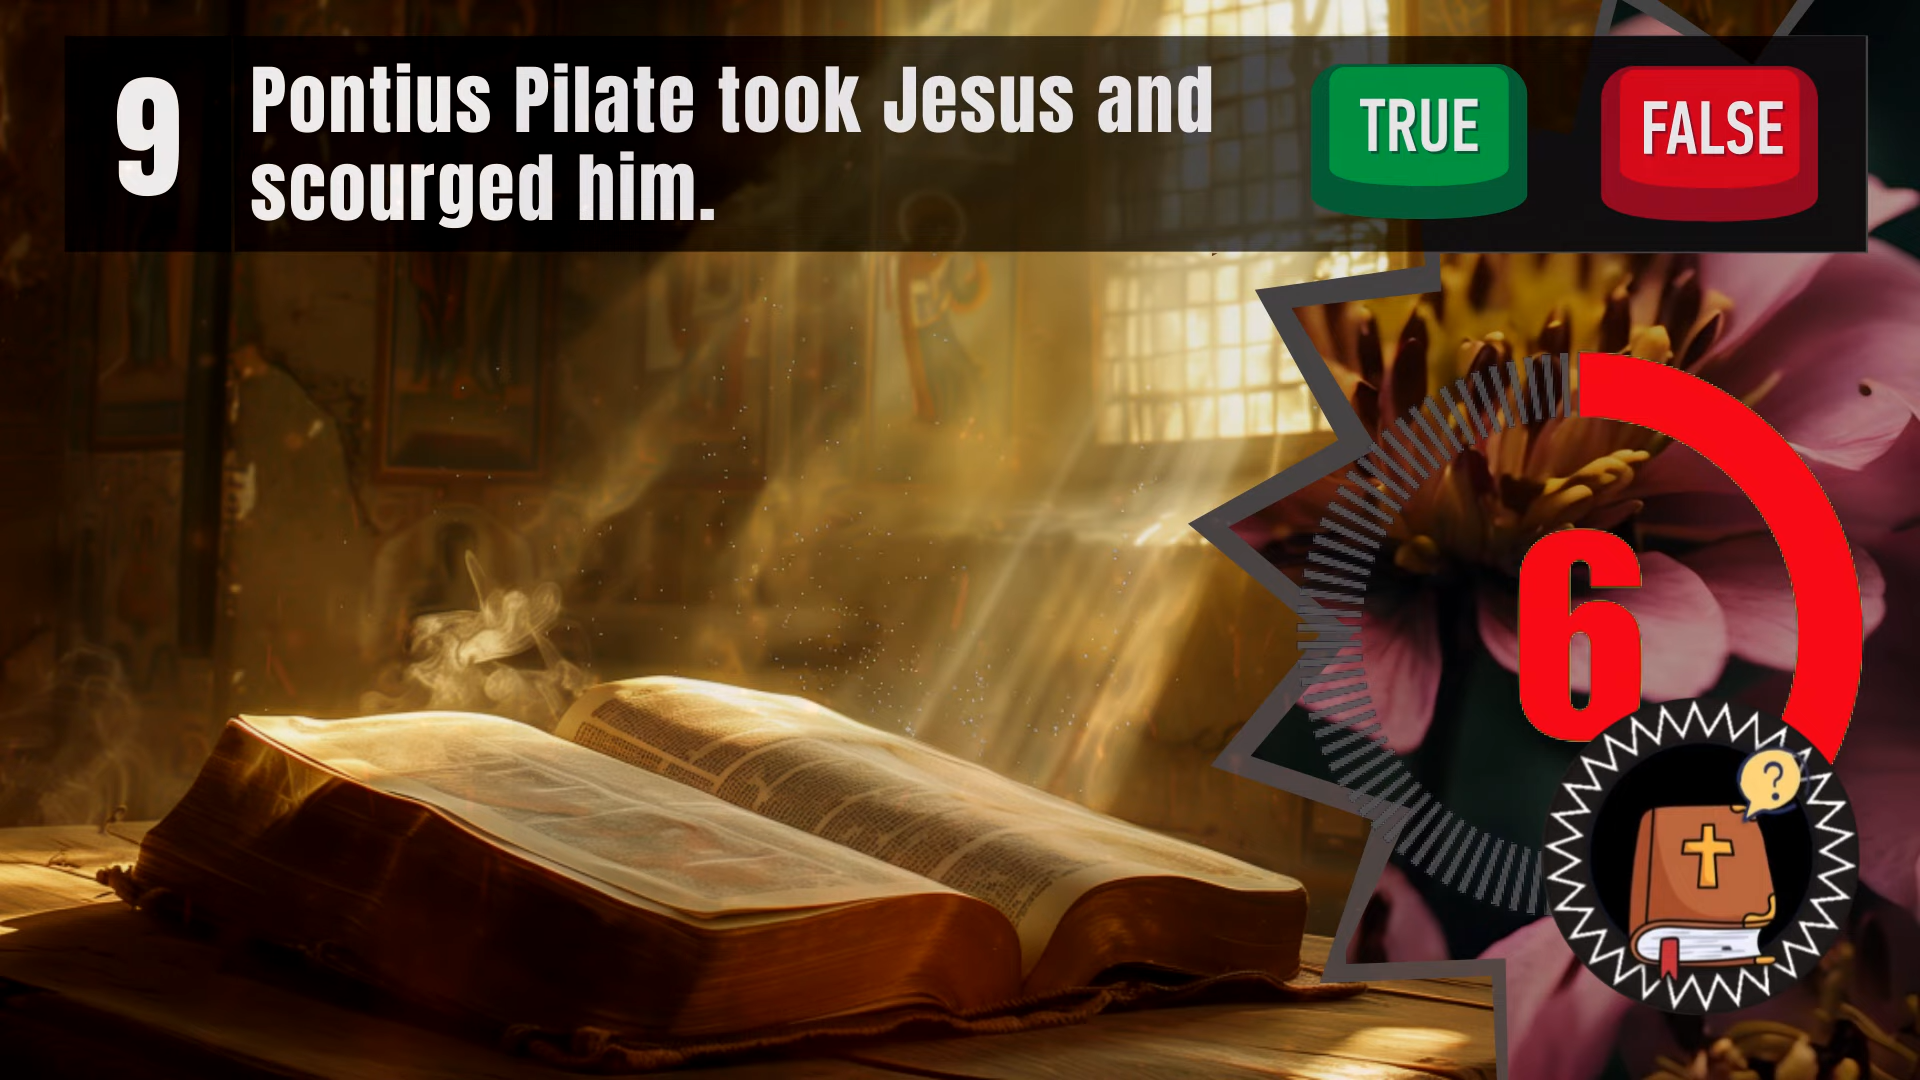 9
Pontius Pilate took Jesus and
scourged him.
TRUE
FALSE
6
?